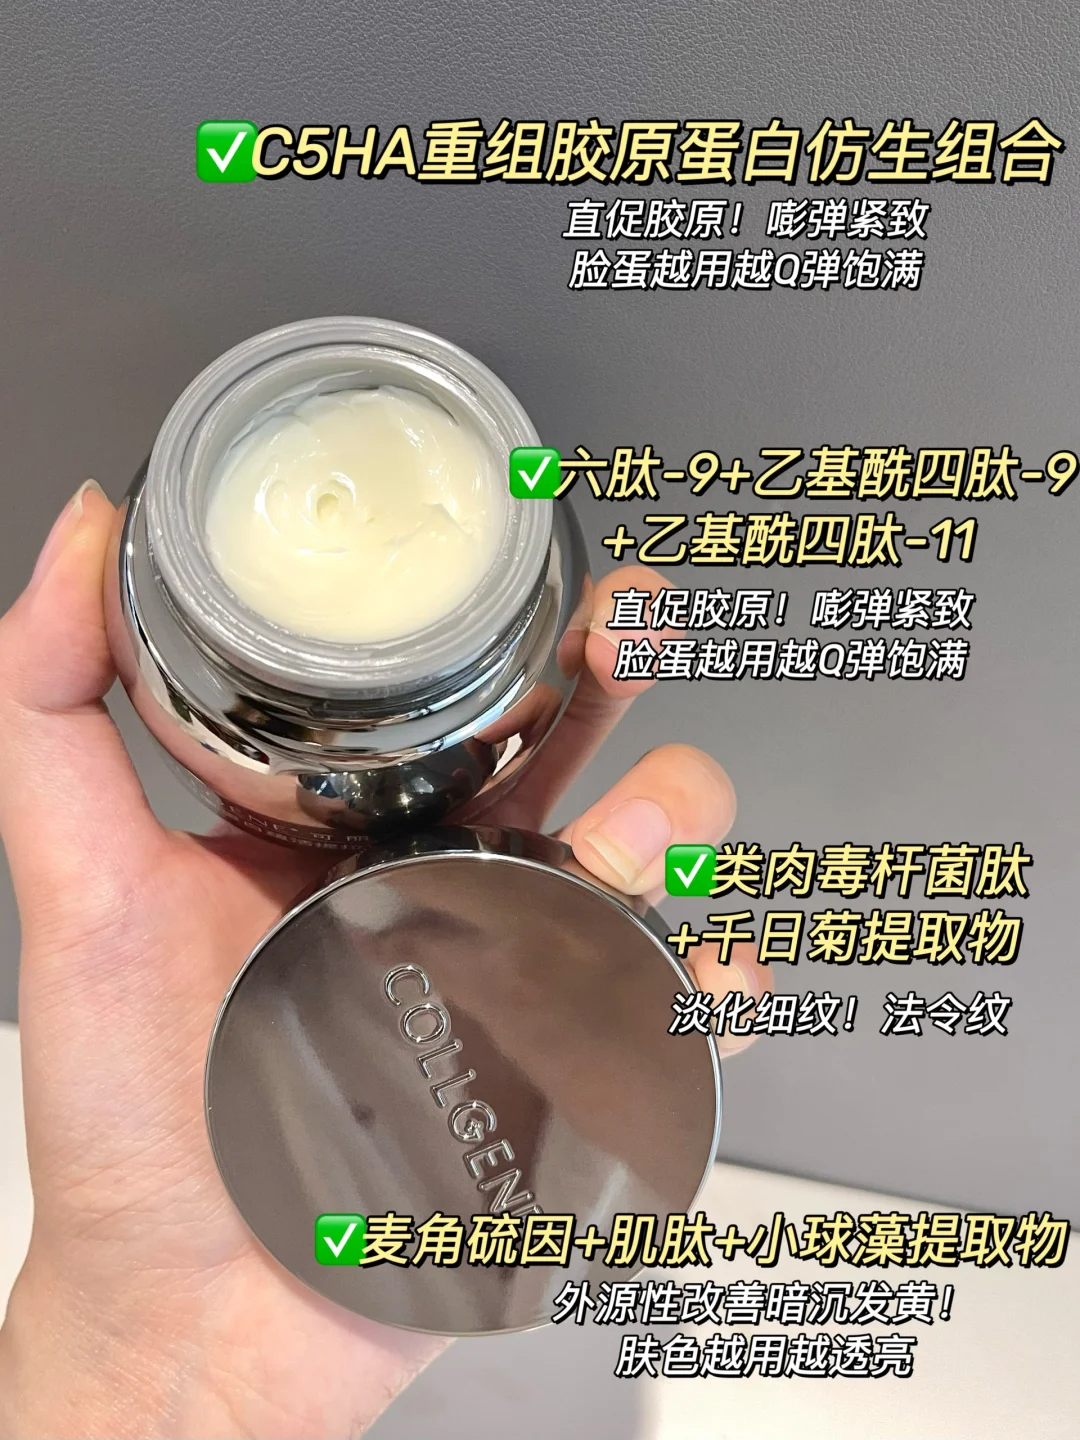 ✅C5HA重组胶原蛋白仿生组合
直促胶原！嘭弹紧致
脸蛋越用越Q弹饱满
✅六肽-9+乙基酰四肽-9
+乙基酰四肽-11
直促胶原！嘭弹紧致
脸蛋越用越Q弹饱满
✅类肉毒杆菌肽
+千日菊提取物
淡化细纹！法令纹
COLLGENE
✅麦角硫因+肌肽+小球藻提取物
外源性改善暗沉发黄！
肤色越用越透亮